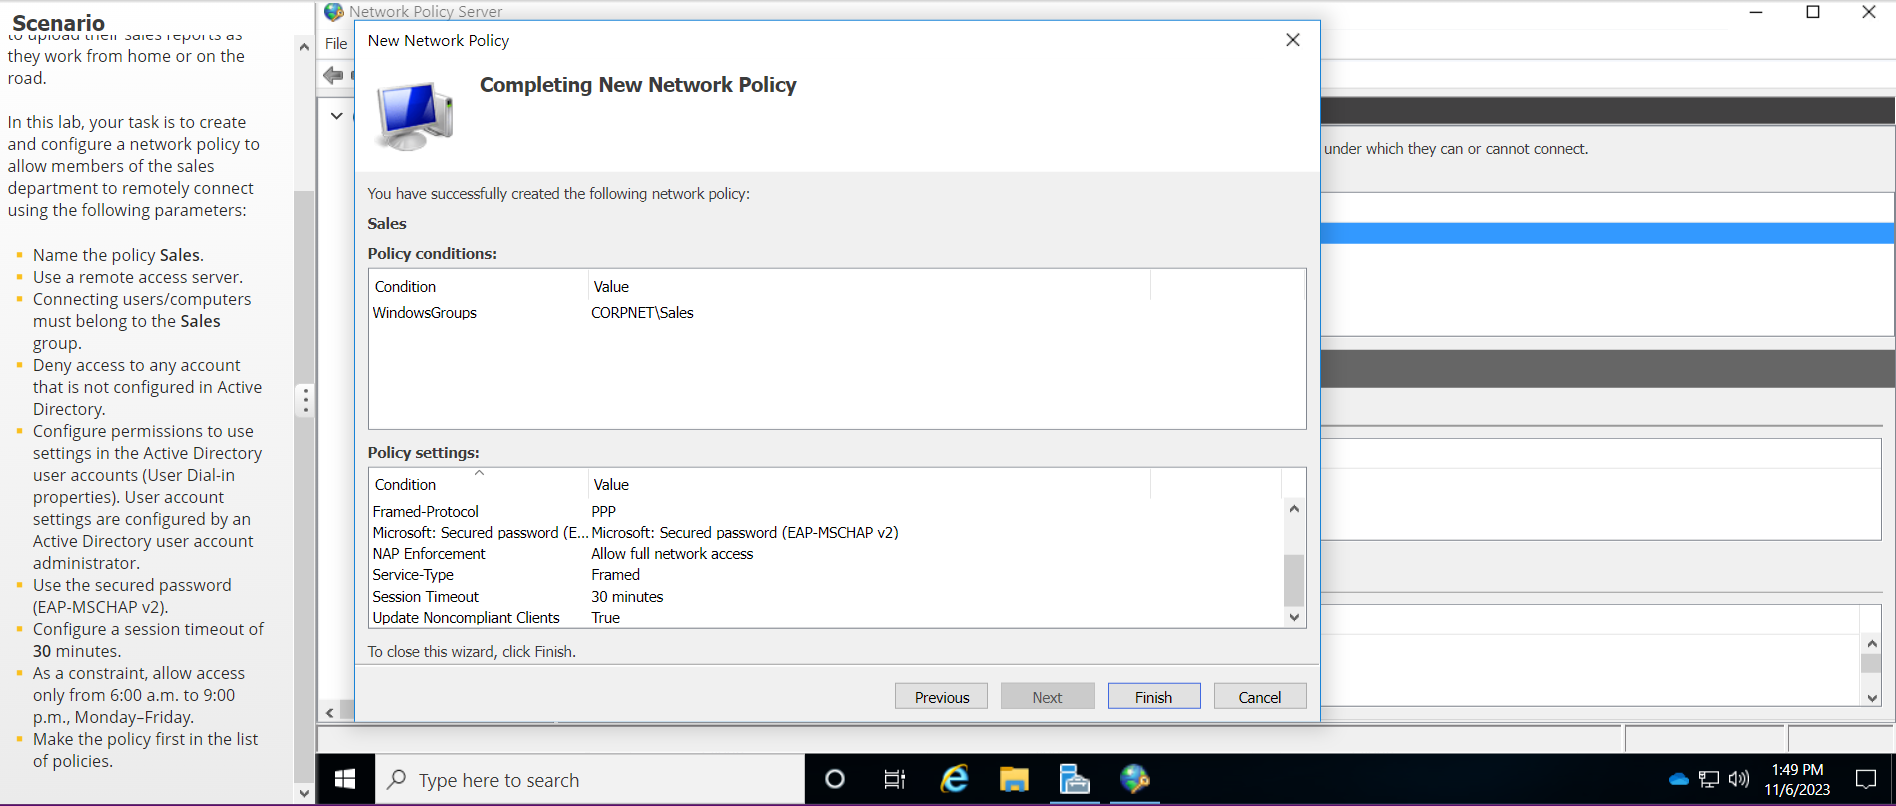 Scenario
to upload their sales reports as
they work from home or on the
road.
In this lab, your task is to create
and configure a network policy to
allow members of the sales
department to remotely connect
using the following parameters:
Name the policy Sales.
Use a remote access server.
Connecting users/computers
must belong to the Sales
group.
Deny access to any account
that is not configured in Active
Directory.
Configure permissions to use
settings in the Active Directory
user accounts (User Dial-in
properties). User account
settings are configured by an
Active Directory user account
administrator.
Use the secured password
(EAP-MSCHAP v2).
Configure a session timeout of
30 minutes.
As a constraint, allow access
only from 6:00 a.m. to 9:00
p.m., Monday–Friday.
Make the policy first in the list
of policies.
Network Policy Server
File
New Network Policy
Completing New Network Policy
under which they can or cannot connect.
You have successfully created the following network policy:
Sales
Policy conditions:
Condition Value
WindowsGroups CORPNET\Sales
Policy settings:
Condition Value
Framed-Protocol PPP
Microsoft: Secured password (E... Microsoft: Secured password (EAP-MSCHAP v2)
NAP Enforcement Allow full network access
Service-Type Framed
Session Timeout 30 minutes
Update Noncompliant Clients True
To close this wizard, click Finish.
Previous Next Finish Cancel
Type here to search
1:49 PM
11/6/2023